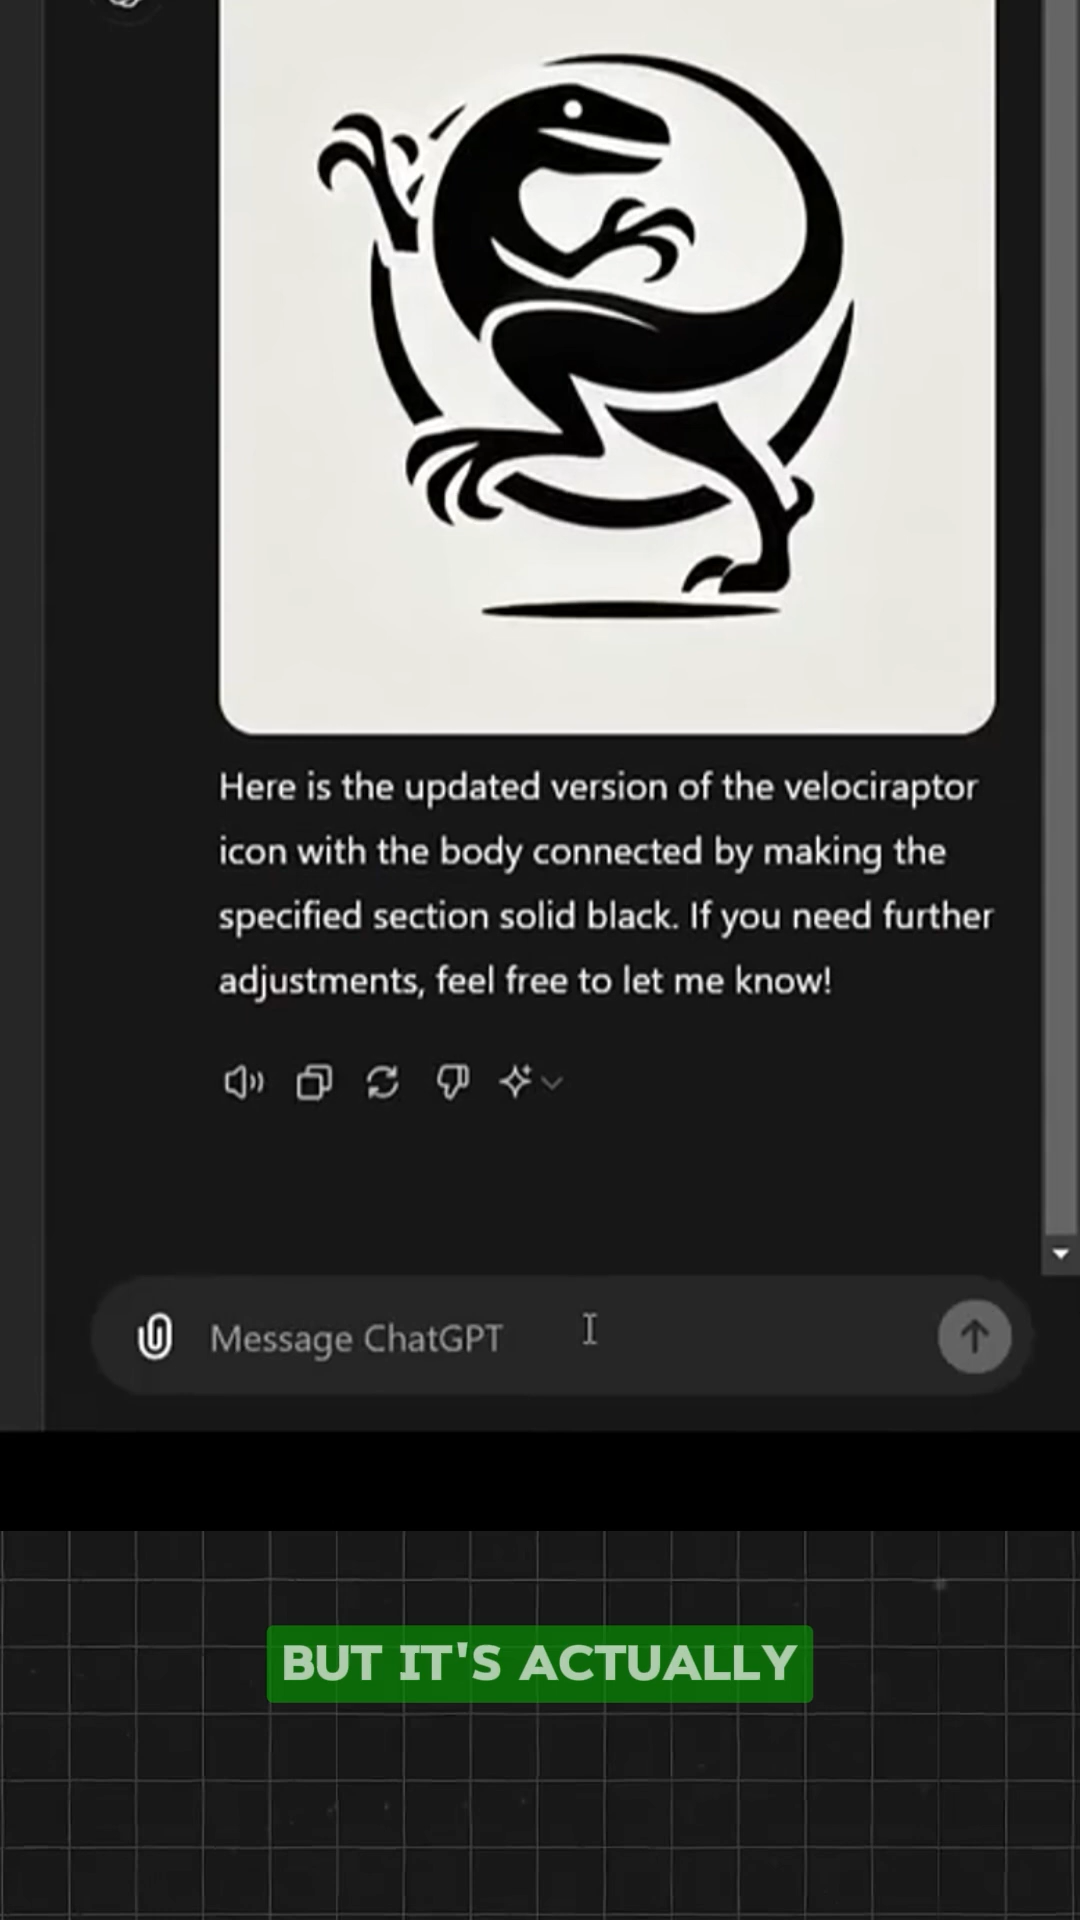 Here is the updated version of the velociraptor
icon with the body connected by making the
specified section solid black. If you need further
adjustments, feel free to let me know!
Message ChatGPT
BUT IT'S ACTUALLY